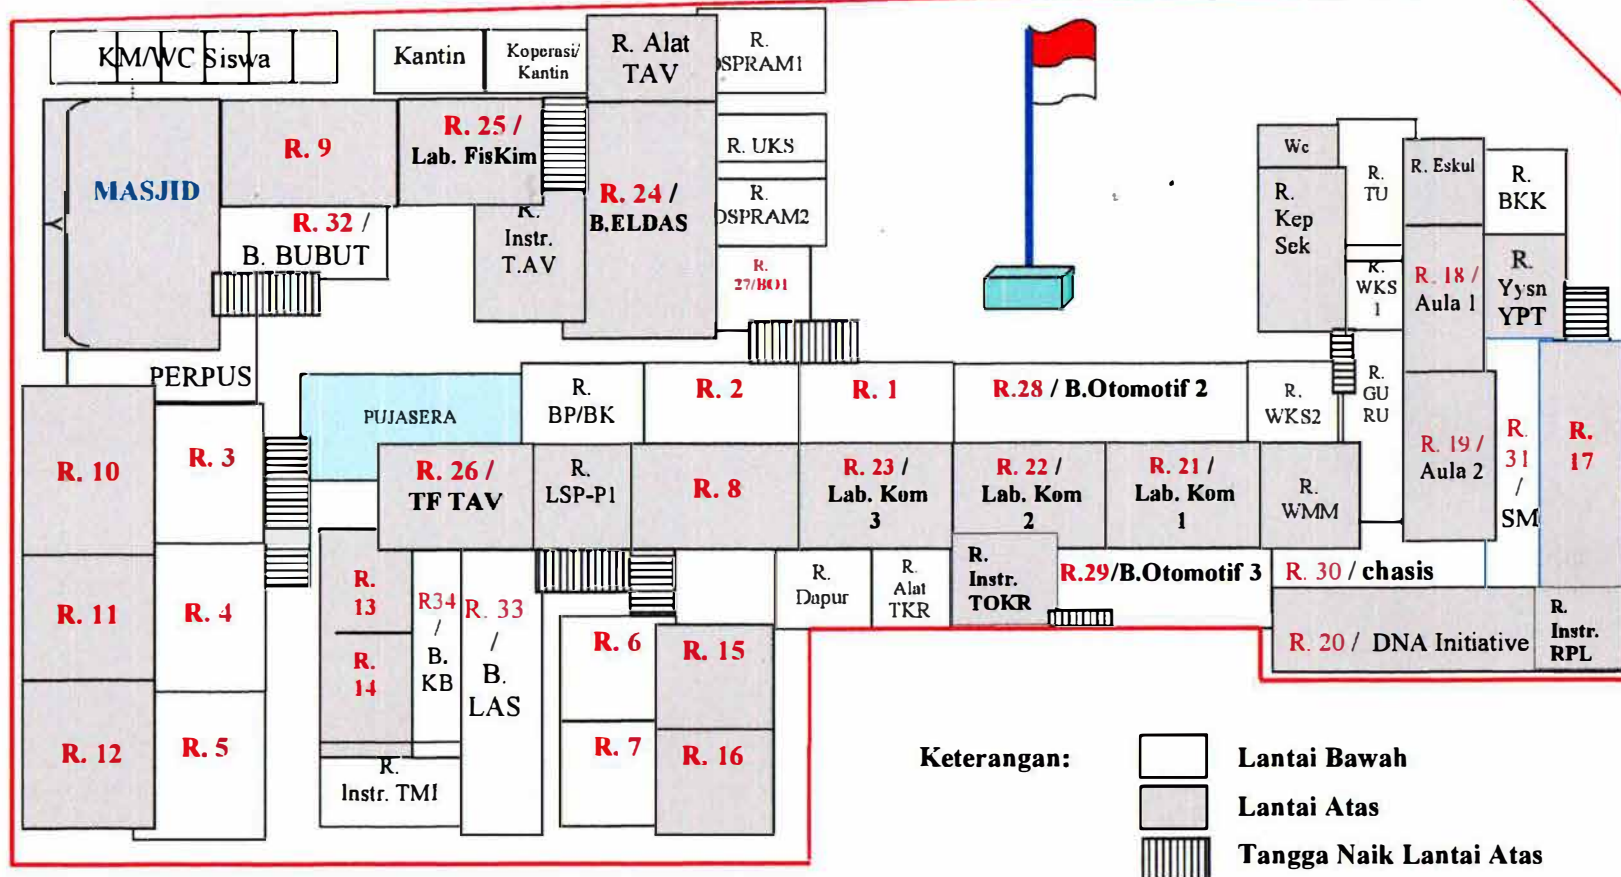 KM/WC Siswa
Kantin
Koperasi/
Kantin
R. Alat
TAV
R.
OSPRAM1
MASJID
R. 9
R. 25 /
Lab. FisKim
R. 24 /
B.ELDAS
R. UKS
R.
OSPRAM2
R. 32 /
B. BUBUT
R.
Instr.
T.AV
R.
27/BO1
Wc
R.
Kep
Sek
R.
TU
R. Eskul
R.
BKK
R.
WKS
1
R. 18 /
Aula 1
R.
Yysn
YPT
PERPUS
PUJASERA
R.
BP/BK
R. 2
R. 1
R.28 / B.Otomotif 2
R.
WKS2
R.
GU
RU
R. 19 /
Aula 2
R.
31
/
SM
R.
17
R. 10
R. 3
R. 26 /
TF TAV
R.
LSP-P1
R. 8
R. 23 /
Lab. Kom
3
R. 22 /
Lab. Kom
2
R. 21 /
Lab. Kom
1
R.
WMM
R. 11
R. 4
R.
13
R.
14
R34
/
B.
KB
R. 33
/
B.
LAS
R.
Dapur
R.
Alat
TKR
R.
Instr.
TOKR
R.29/B.Otomotif 3
R. 30 / chasis
R. 6
R. 15
R. 20 / DNA Initiative
R.
Instr.
RPL
R. 12
R. 5
R.
Instr. TMI
R. 7
R. 16
Keterangan:
Lantai Bawah
Lantai Atas
Tangga Naik Lantai Atas